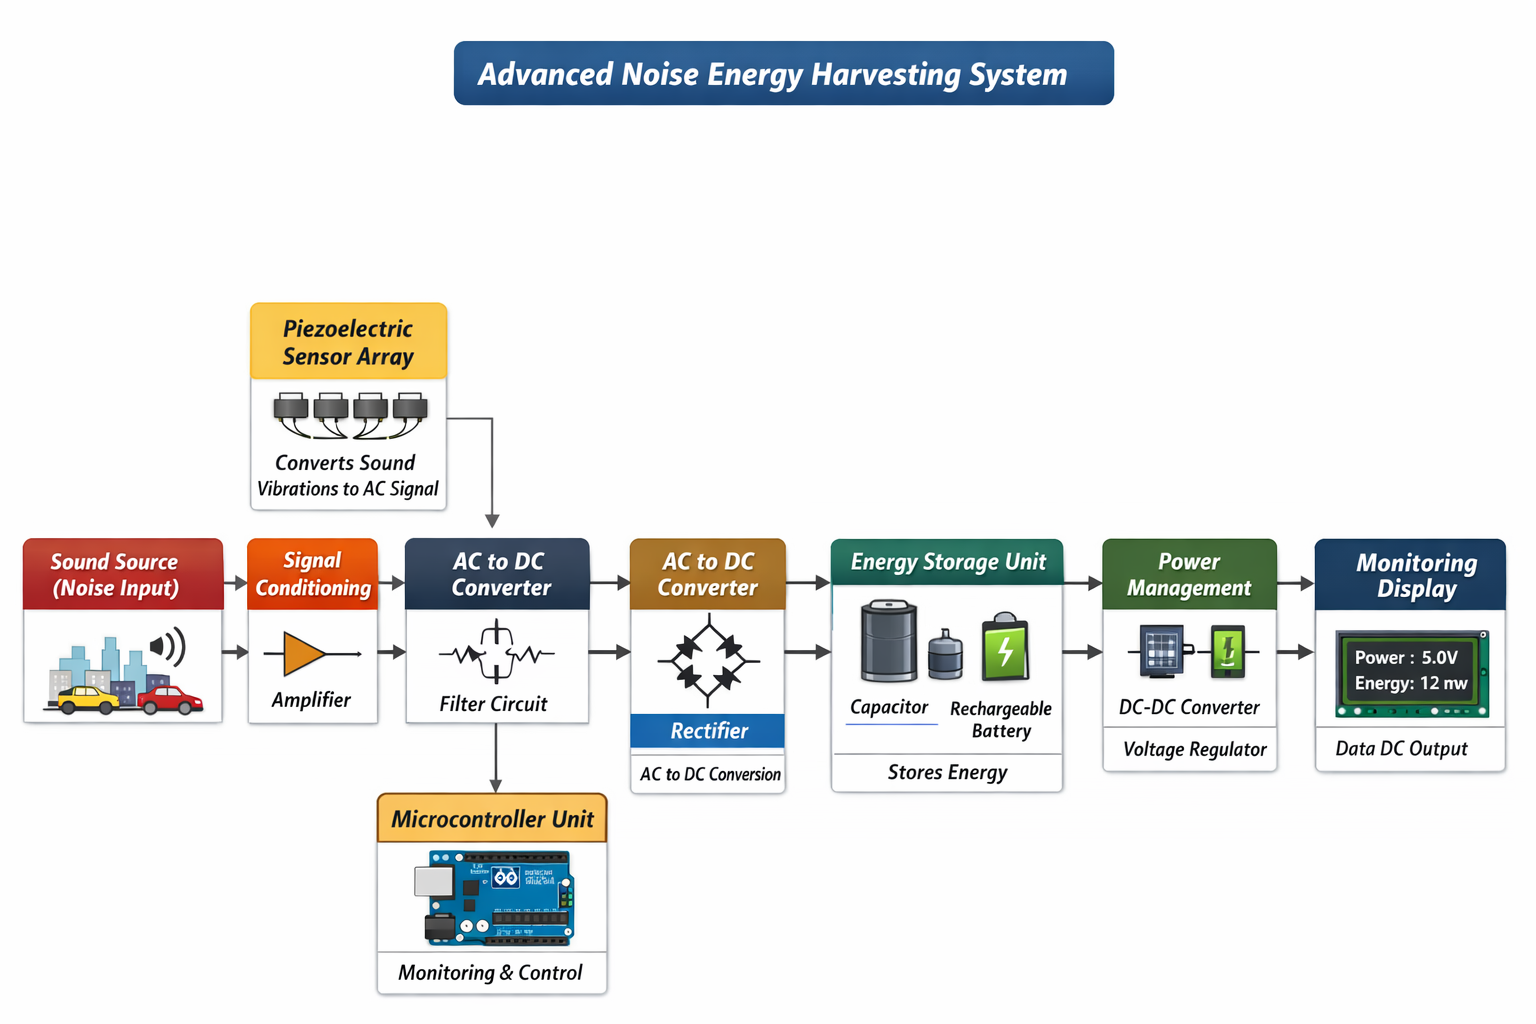 Advanced Noise Energy Harvesting System
Piezoelectric
Sensor Array
Converts Sound
Vibrations to AC Signal
Sound Source
(Noise Input)
Signal
Conditioning
Amplifier
AC to DC
Converter
Filter Circuit
AC to DC
Converter
Rectifier
AC to DC Conversion
Energy Storage Unit
Capacitor
Rechargeable
Battery
Stores Energy
Power
Management
DC-DC Converter
Voltage Regulator
Monitoring
Display
Power : 5.0V
Energy: 12 mw
Data DC Output
Microcontroller Unit
Monitoring & Control